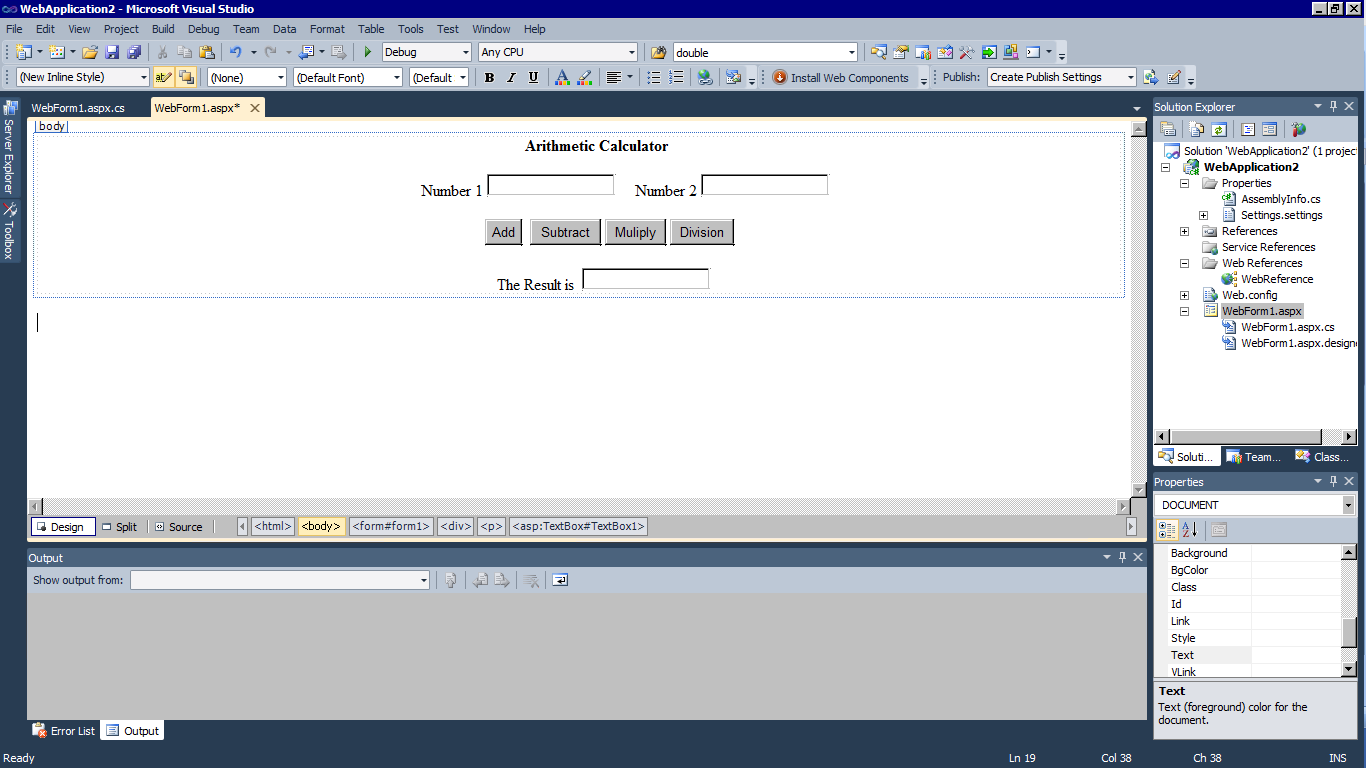 WebApplication2 - Microsoft Visual Studio
File Edit View Project Build Debug Team Data Format Table Tools Test Window Help
Debug Any CPU double
(New Inline Style) (None) (Default Font) (Default B I U A Install Web Components Publish: Create Publish Settings
Server Explorer
Toolbox
WebForm1.aspx.cs WebForm1.aspx*
body
Arithmetic Calculator
Number 1 Number 2
Add Subtract Muliply Division
The Result is
Design Split Source <html> <body> <form#form1> <div> <p> <asp:TextBox#TextBox1>
Output
Show output from:
Error List Output
Solution Explorer
Solution 'WebApplication2' (1 projec
WebApplication2
Properties
AssemblyInfo.cs
Settings.settings
References
Service References
Web References
WebReference
Web.config
WebForm1.aspx
WebForm1.aspx.cs
WebForm1.aspx.designe
Soluti... Team... Class...
Properties
DOCUMENT
Background
BgColor
Class
Id
Link
Style
Text
VLink
Text
Text (foreground) color for the
document.
Ready Ln 19 Col 38 Ch 38 INS